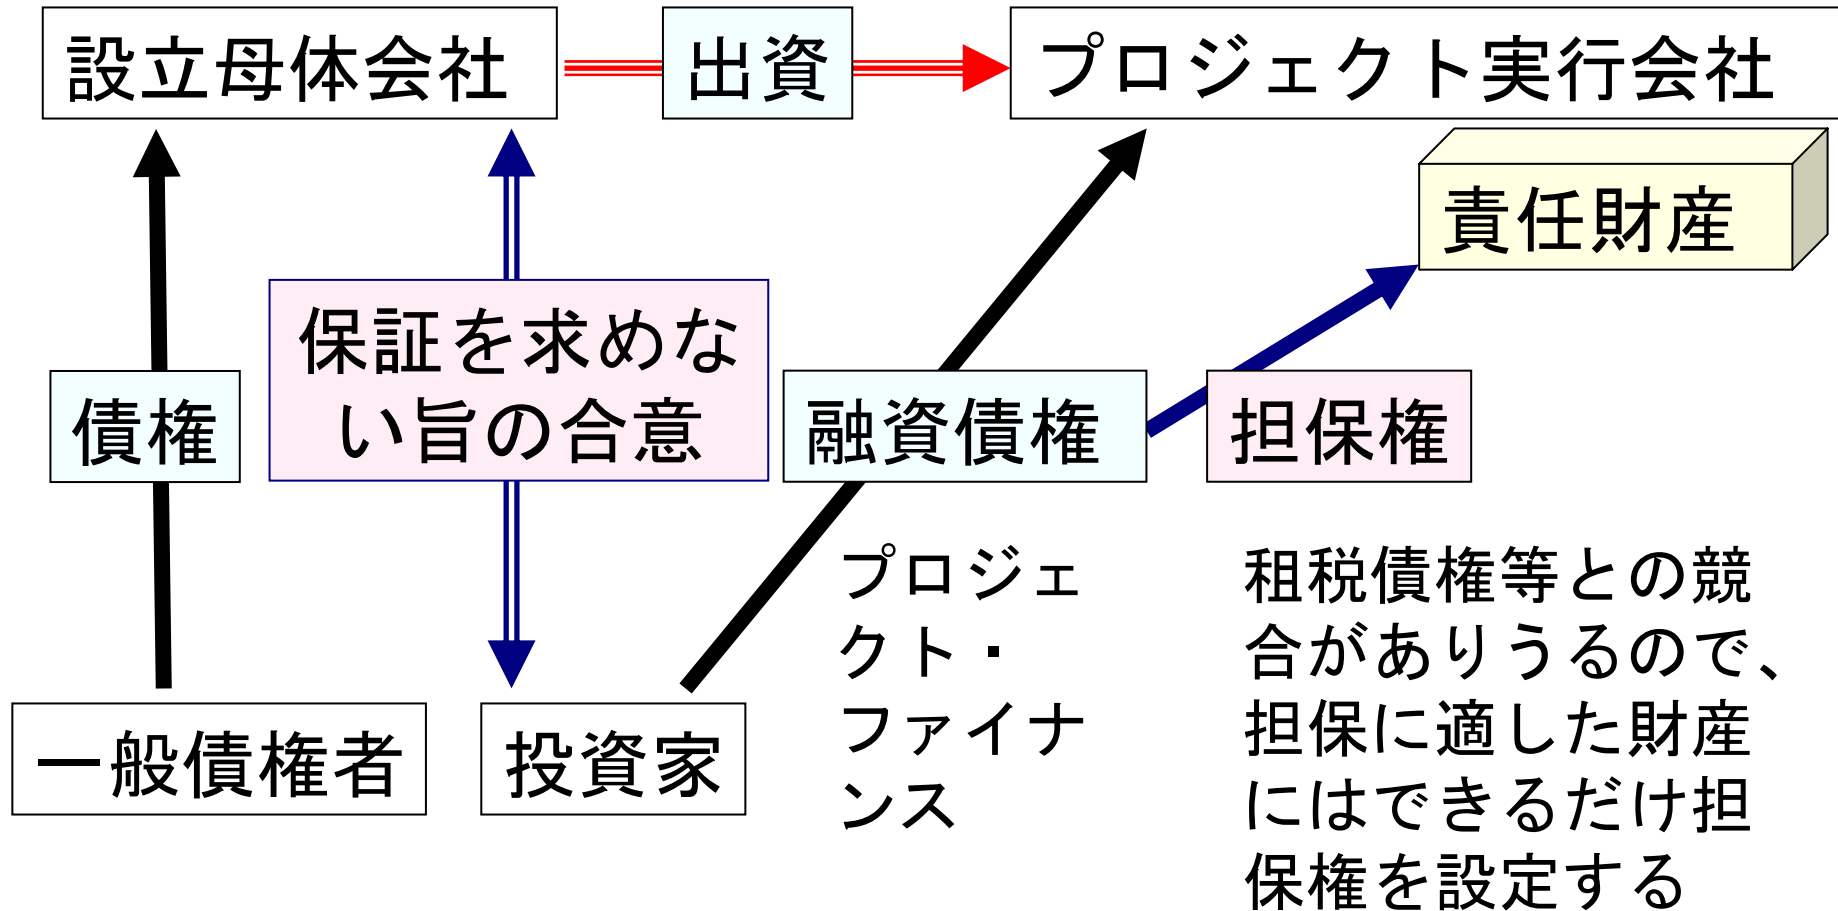 設立母体会社
出資
プロジェクト実行会社
責任財産
保証を求めな
い旨の合意
債権
融資債権
担保権
プロジェ
クト・
ファイナ
ンス
租税債権等との競
合がありうるので、
担保に適した財産
にはできるだけ担
保権を設定する
一般債権者
投資家